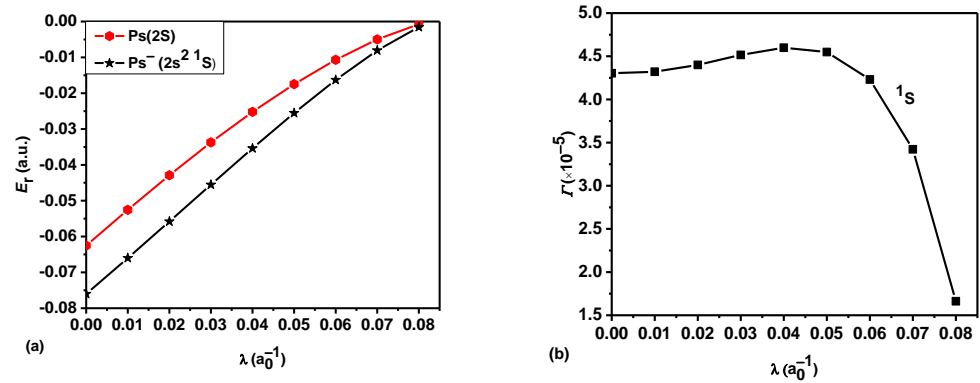 0.00
-0.01
-0.02
-0.03
-0.04
-0.05
-0.06
-0.07
-0.08
E_r (a.u.)
Ps(2S)
Ps⁻(2s² ¹S)
0.00 0.01 0.02 0.03 0.04 0.05 0.06 0.07 0.08
λ (a₀⁻¹)
(a)
5.0
4.5
4.0
3.5
3.0
2.5
2.0
1.5
Γ (×10⁻⁵)
¹S
0.00 0.01 0.02 0.03 0.04 0.05 0.06 0.07 0.08
λ (a₀⁻¹)
(b)